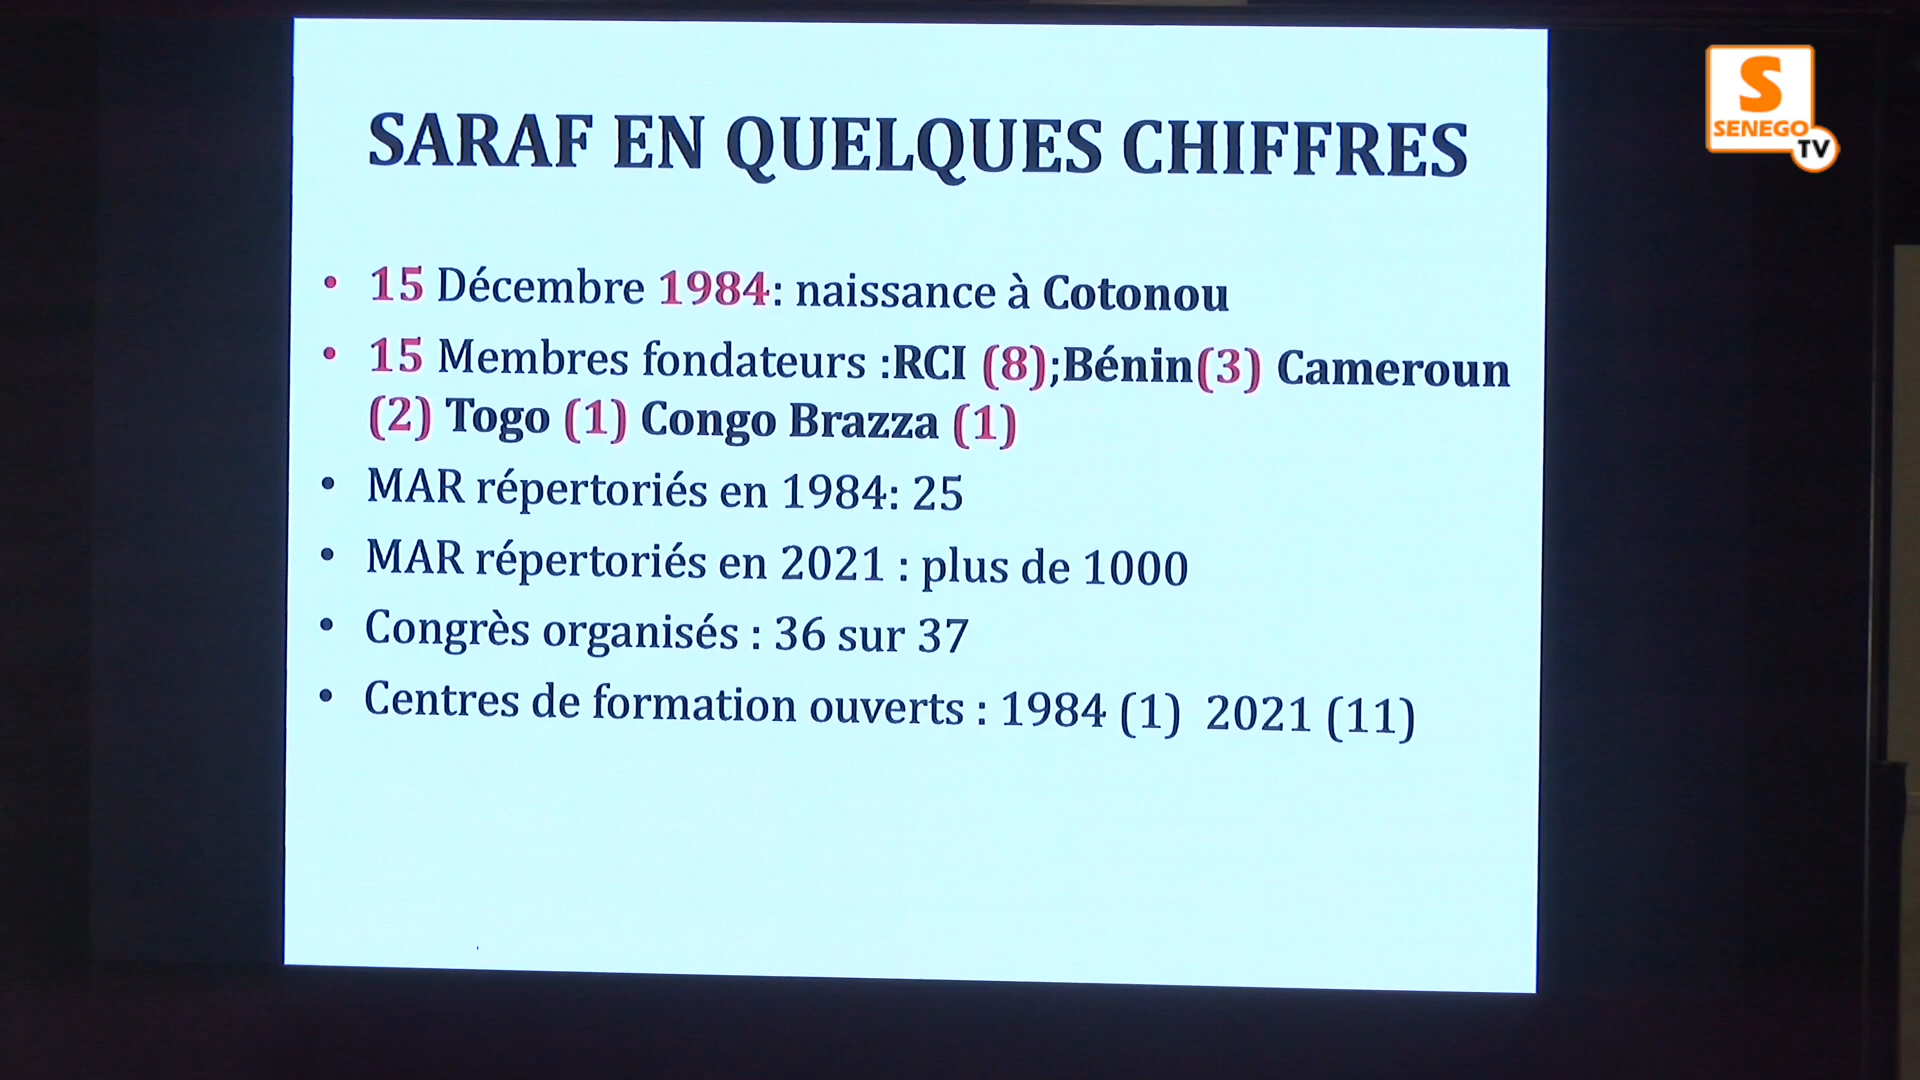 SARAF EN QUELQUES CHIFFRES
• 15 Décembre 1984: naissance à Cotonou
• 15 Membres fondateurs :RCI (8);Bénin(3) Cameroun
(2) Togo (1) Congo Brazza (1)
• MAR répertoriés en 1984: 25
• MAR répertoriés en 2021 : plus de 1000
• Congrès organisés : 36 sur 37
• Centres de formation ouverts : 1984 (1) 2021 (11)
S
SENEGO
TV